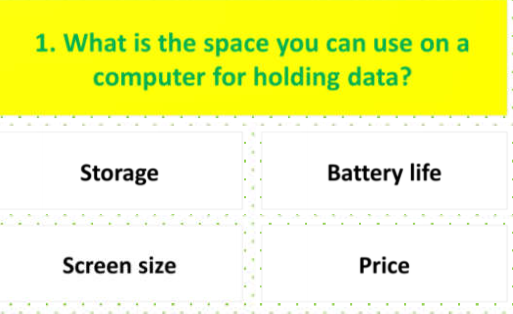 1. What is the space you can use on a
computer for holding data?
Storage
Battery life
Screen size
Price